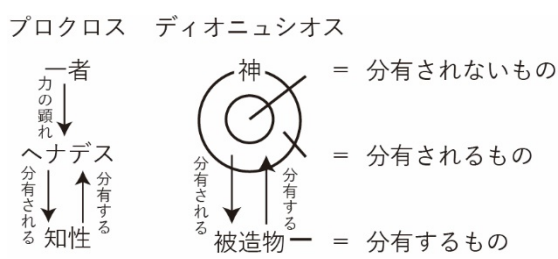 プロクロス ディオニュシオス
一者
神
= 分有されないもの
力の顕れ
ヘナデス
= 分有されるもの
分有される
分有する
分有される
分有する
知性
被造物
= 分有するもの